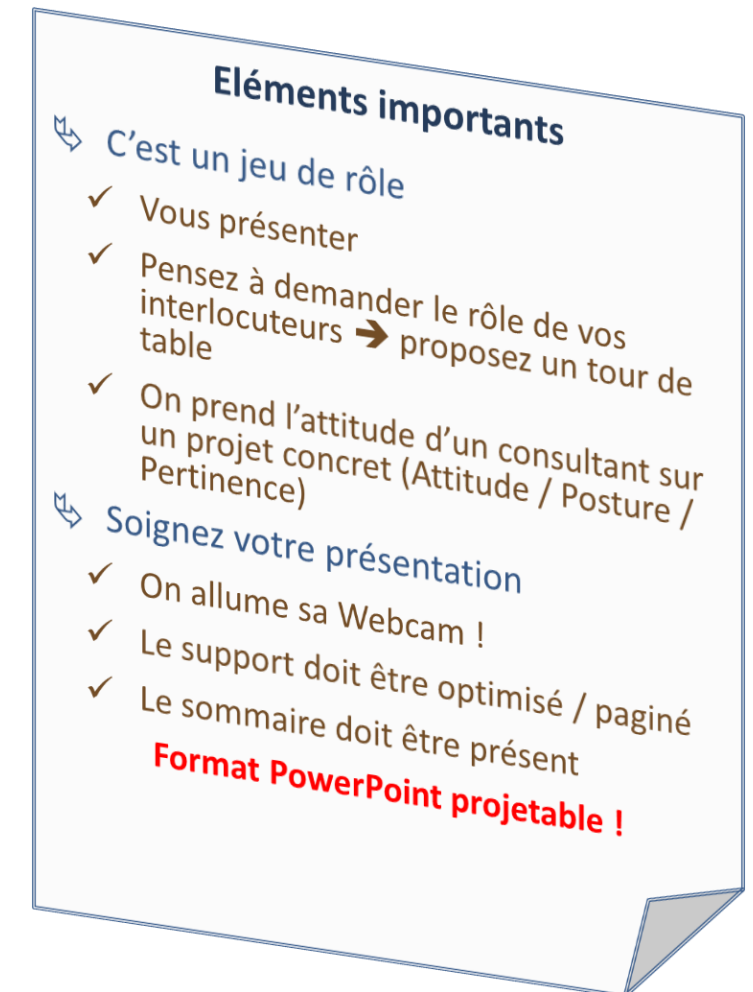 Eléments importants
C'est un jeu de rôle
✓ Vous présenter
✓ Pensez à demander le rôle de vos
interlocuteurs ➔ proposez un tour de
table
✓ On prend l'attitude d'un consultant sur
un projet concret (Attitude / Posture /
Pertinence)
Soignez votre présentation
✓ On allume sa Webcam !
✓ Le support doit être optimisé / paginé
✓ Le sommaire doit être présent
Format PowerPoint projetable !